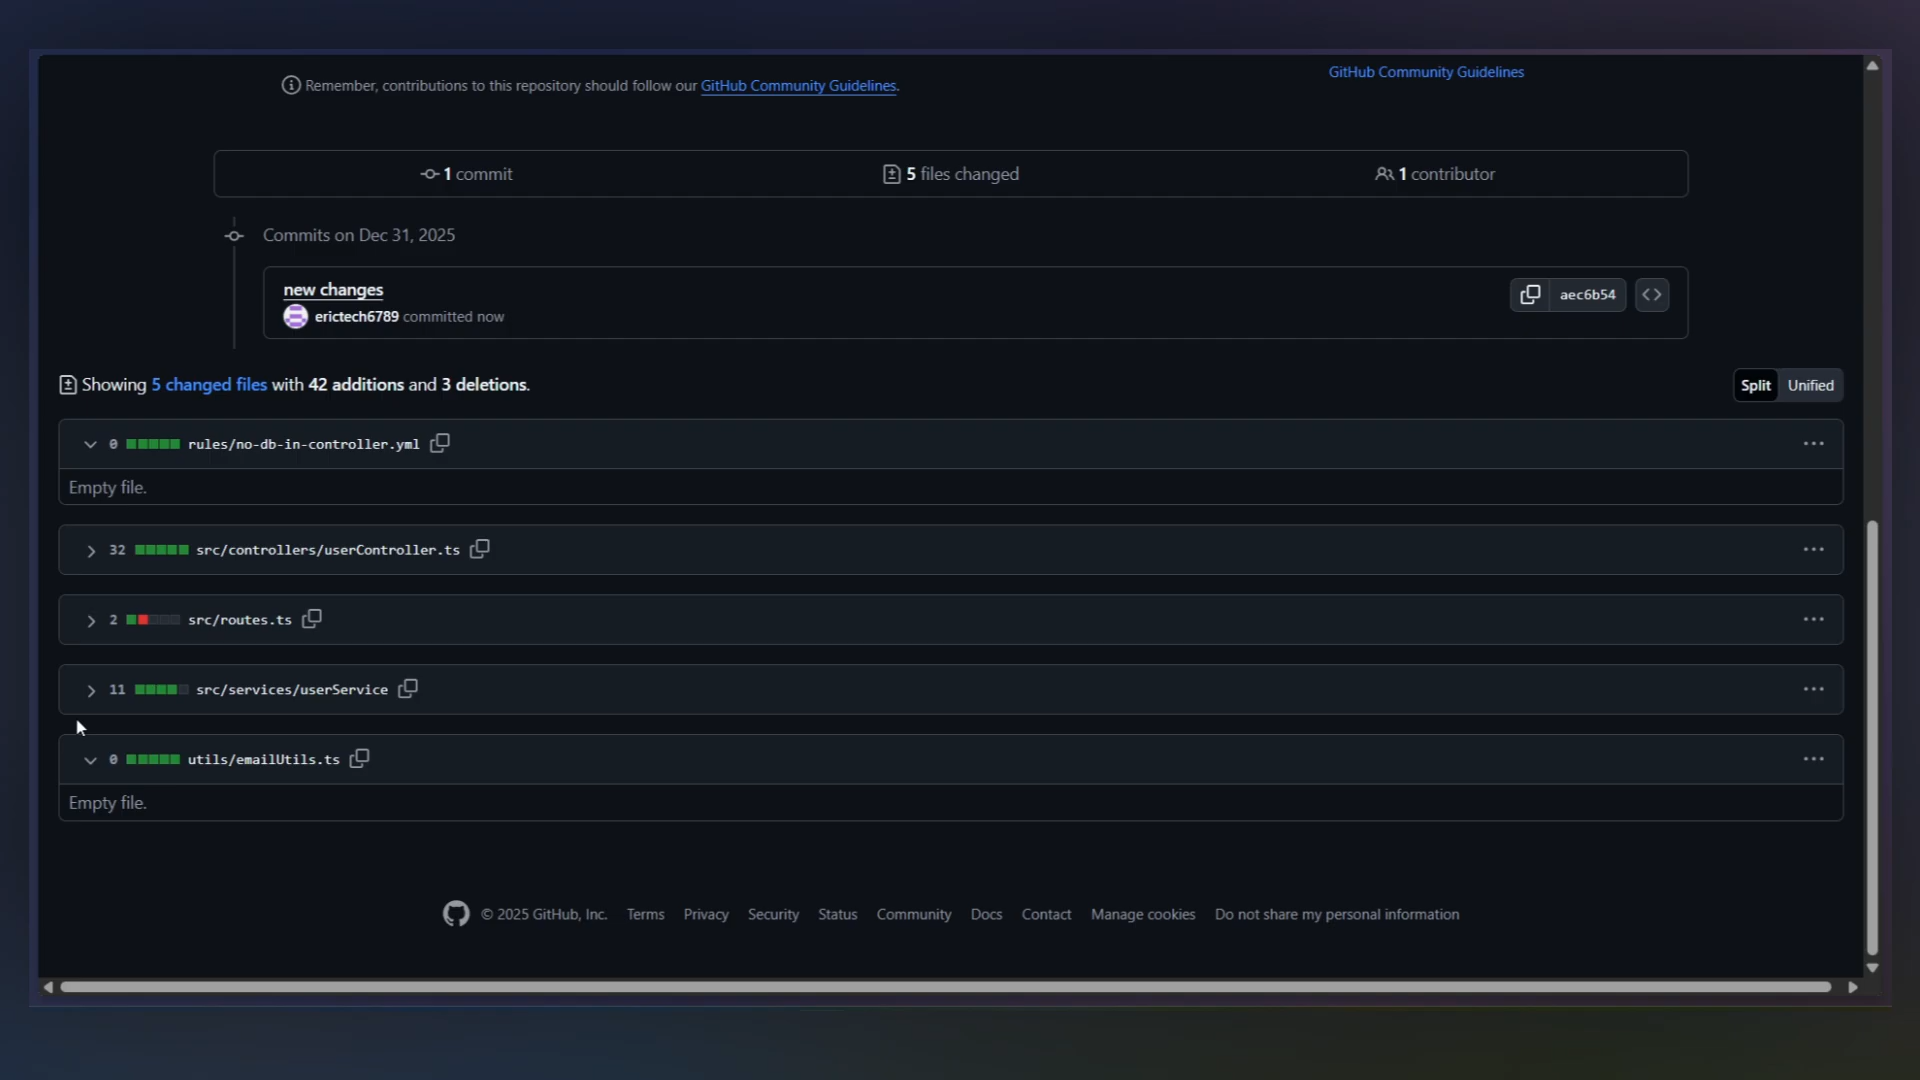 Remember, contributions to this repository should follow our GitHub Community Guidelines.
GitHub Community Guidelines
1 commit
5 files changed
1 contributor
Commits on Dec 31, 2025
new changes
aec6b54
erictech6789 committed now
Showing 5 changed files with 42 additions and 3 deletions.
Split Unified
0 rules/no-db-in-controller.yml
Empty file.
32 src/controllers/userController.ts
2 src/routes.ts
11 src/services/userService
0 utils/emailUtils.ts
Empty file.
© 2025 GitHub, Inc. Terms Privacy Security Status Community Docs Contact Manage cookies Do not share my personal information